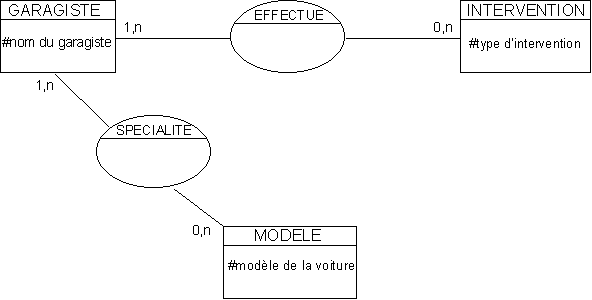 GARAGISTE
#nom du garagiste
1,n
EFFECTUE
0,n
INTERVENTION
#type d'intervention
1,n
SPECIALITE
0,n
MODELE
#modèle de la voiture